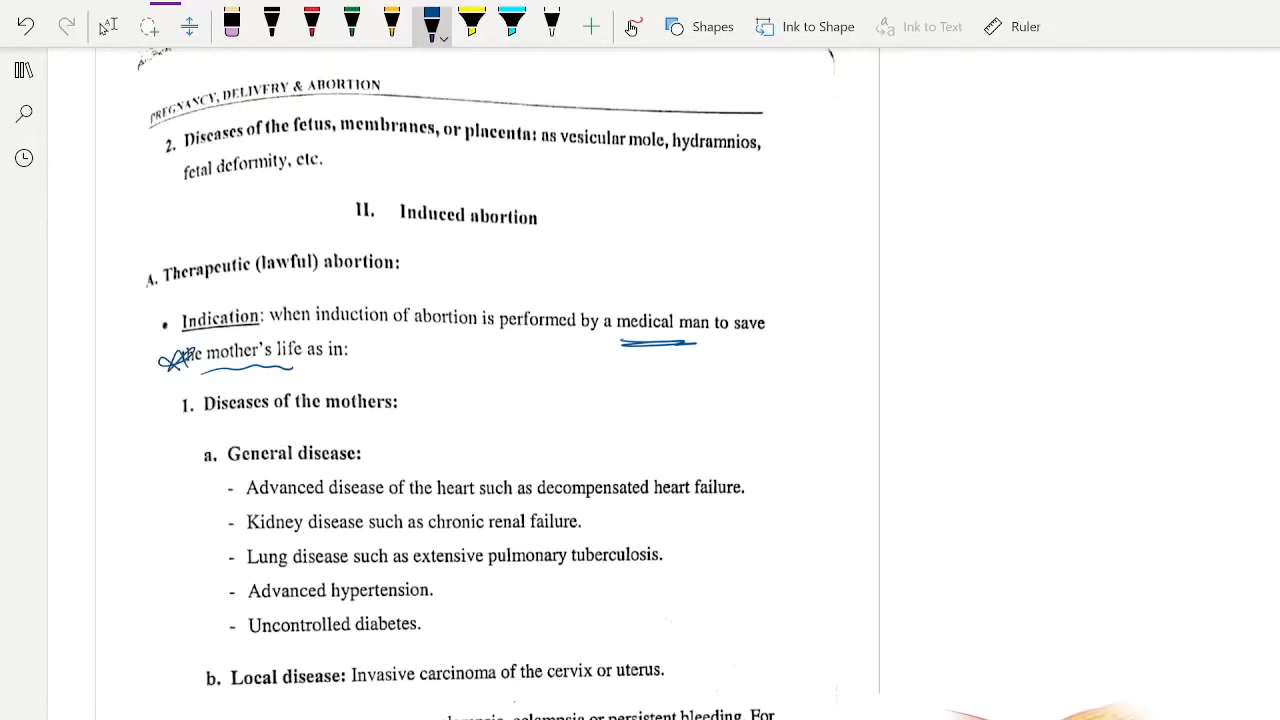 Shapes
Ink to Shape
Ink to Text
Ruler
PREGNANCY, DELIVERY & ABORTION
2. Diseases of the fetus, membranes, or placenta: as vesicular mole, hydramnios,
fetal deformity, etc.
II. Induced abortion
A. Therapeutic (lawful) abortion:
• Indication: when induction of abortion is performed by a medical man to save
mother's life as in:
1. Diseases of the mothers:
a. General disease:
- Advanced disease of the heart such as decompensated heart failure.
- Kidney disease such as chronic renal failure.
- Lung disease such as extensive pulmonary tuberculosis.
- Advanced hypertension.
- Uncontrolled diabetes.
b. Local disease: Invasive carcinoma of the cervix or uterus.
or persistent bleeding. For